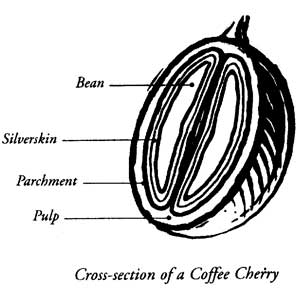 Bean
Silverskin
Parchment
Pulp
Cross-section of a Coffee Cherry